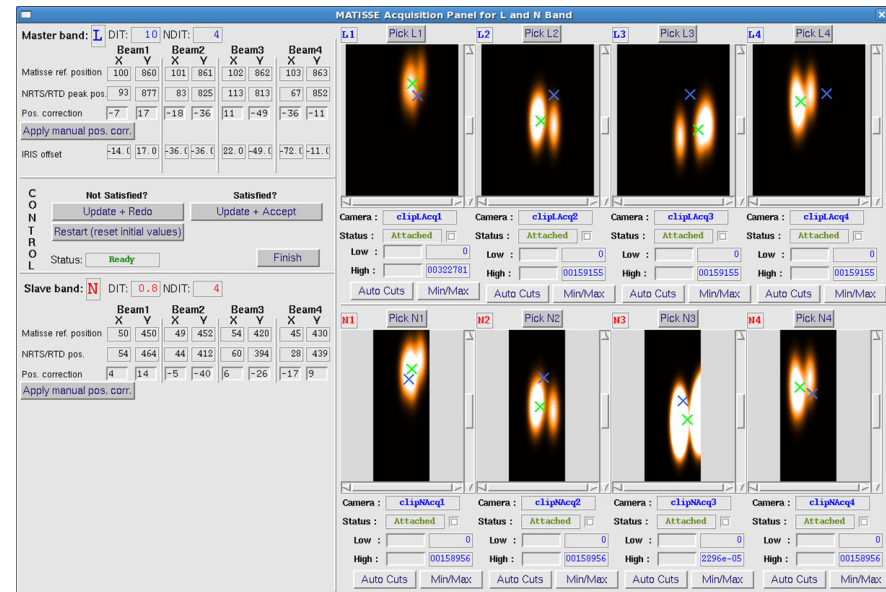 MATISSE Acquisition Panel for L and N Band
Master band: L DIT: 10 NDIT: 4
Beam1 Beam2 Beam3 Beam4
X Y X Y X Y X Y
Matisse ref. position 100 860 101 861 102 862 103 863
NRTS/RTD peak pos. 93 877 83 825 113 813 67 852
Pos. correction -7 17 -18 -36 11 -49 -36 -11
Apply manual pos. corr.
IRIS offset -14.0 17.0 -36.0 -36.0 22.0 -49.0 -72.0 -11.0
CONTROL
Not Satisfied? Satisfied?
Update + Redo Update + Accept
Restart (reset initial values)
Status: Ready Finish
Slave band: N DIT: 0.8 NDIT: 4
Beam1 Beam2 Beam3 Beam4
X Y X Y X Y X Y
Matisse ref. position 50 450 49 452 54 420 45 430
NRTS/RTD pos. 54 464 44 412 60 394 28 439
Pos. correction 4 14 -5 -40 6 -26 -17 9
Apply manual pos. corr.
L1 Pick L1 L2 Pick L2 L3 Pick L3 L4 Pick L4
Camera : clipLAcq1 Camera : clipLAcq2 Camera : clipLAcq3 Camera : clipLAcq4
Status : Attached Status : Attached Status : Attached Status : Attached
Low : 0 Low : 0 Low : 0 Low : 0
High : 00322781 High : 00159155 High : 00159155 High : 00159155
Auto Cuts Min/Max Auto Cuts Min/Max Auto Cuts Min/Max Auto Cuts Min/Max
N1 Pick N1 N2 Pick N2 N3 Pick N3 N4 Pick N4
Camera : clipNAcq1 Camera : clipNAcq2 Camera : clipNAcq3 Camera : clipNAcq4
Status : Attached Status : Attached Status : Attached Status : Attached
Low : 0 Low : 0 Low : 0 Low : 0
High : 00158956 High : 00158956 High : 2296e-05 High : 00158956
Auto Cuts Min/Max Auto Cuts Min/Max Auto Cuts Min/Max Auto Cuts Min/Max